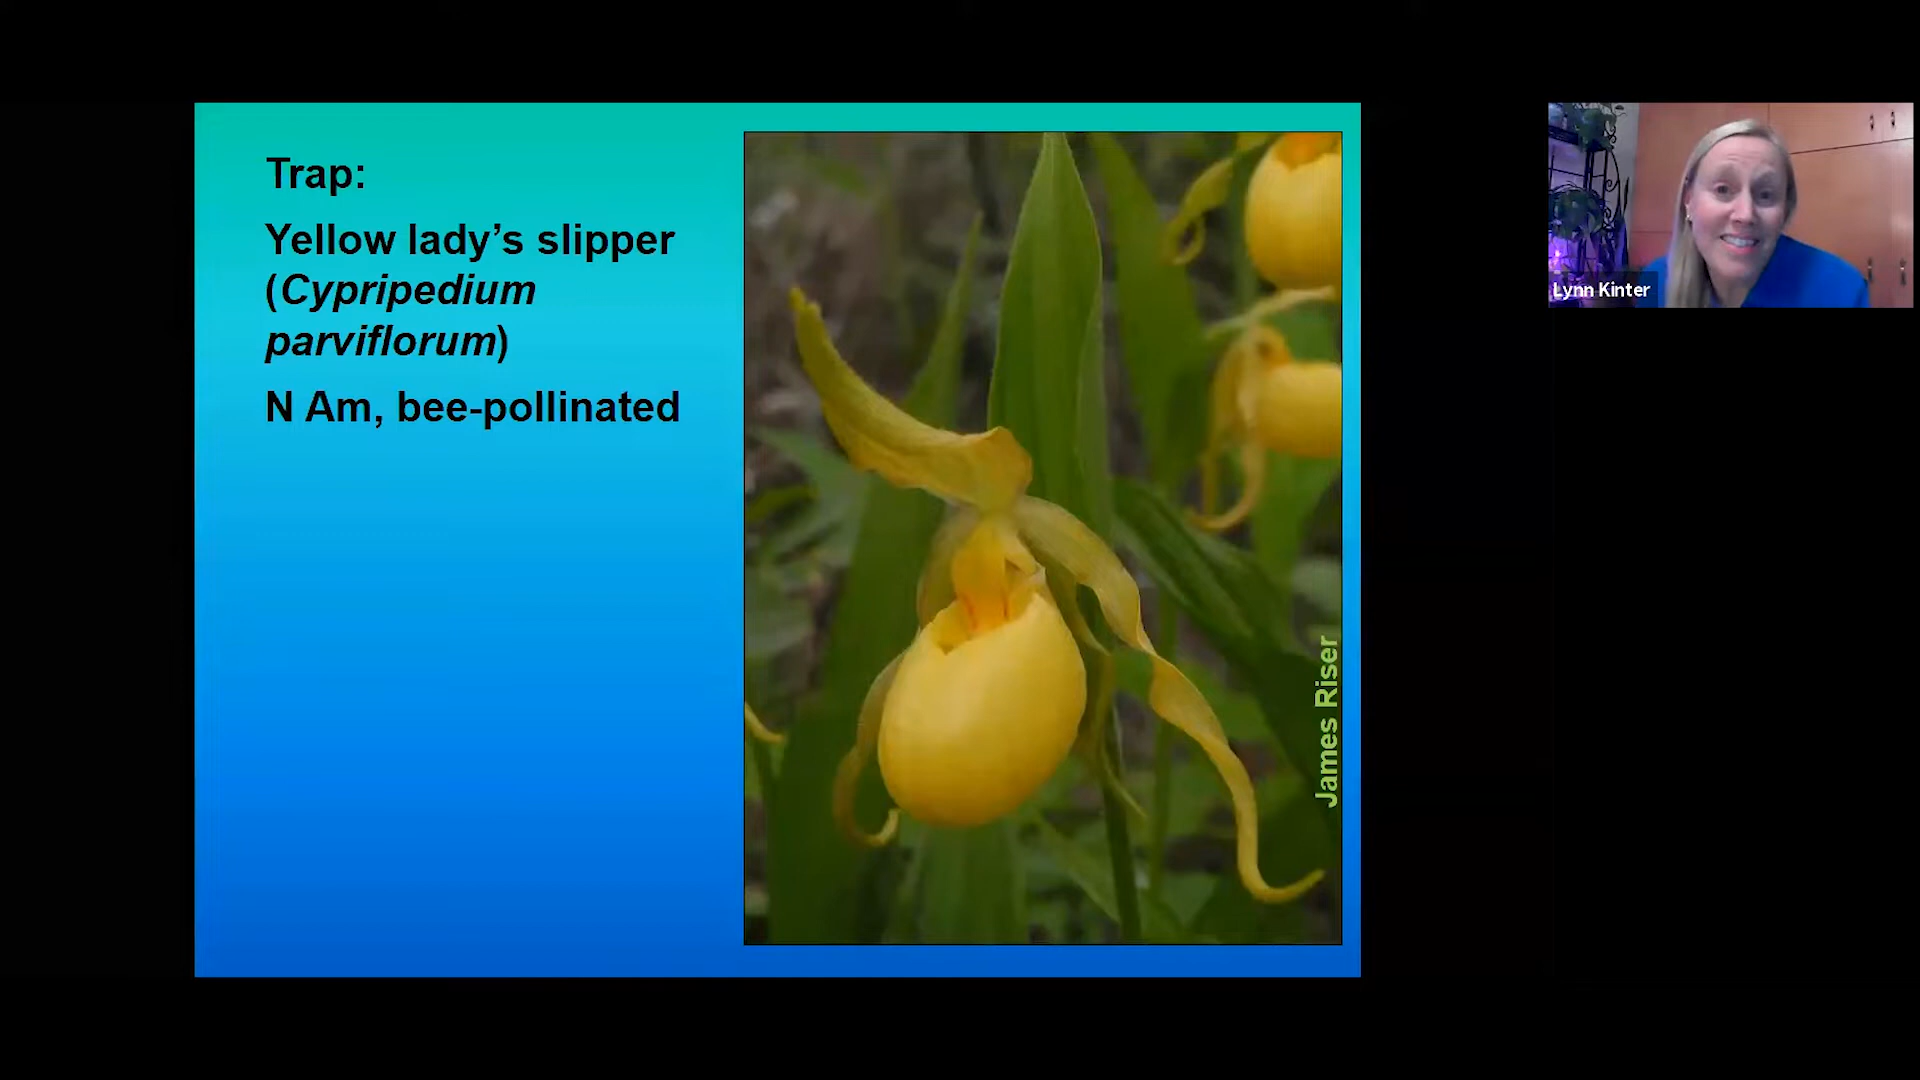 Trap:
Yellow lady’s slipper
(Cypripedium
parviflorum)
N Am, bee-pollinated
James Riser
Lynn Kinter